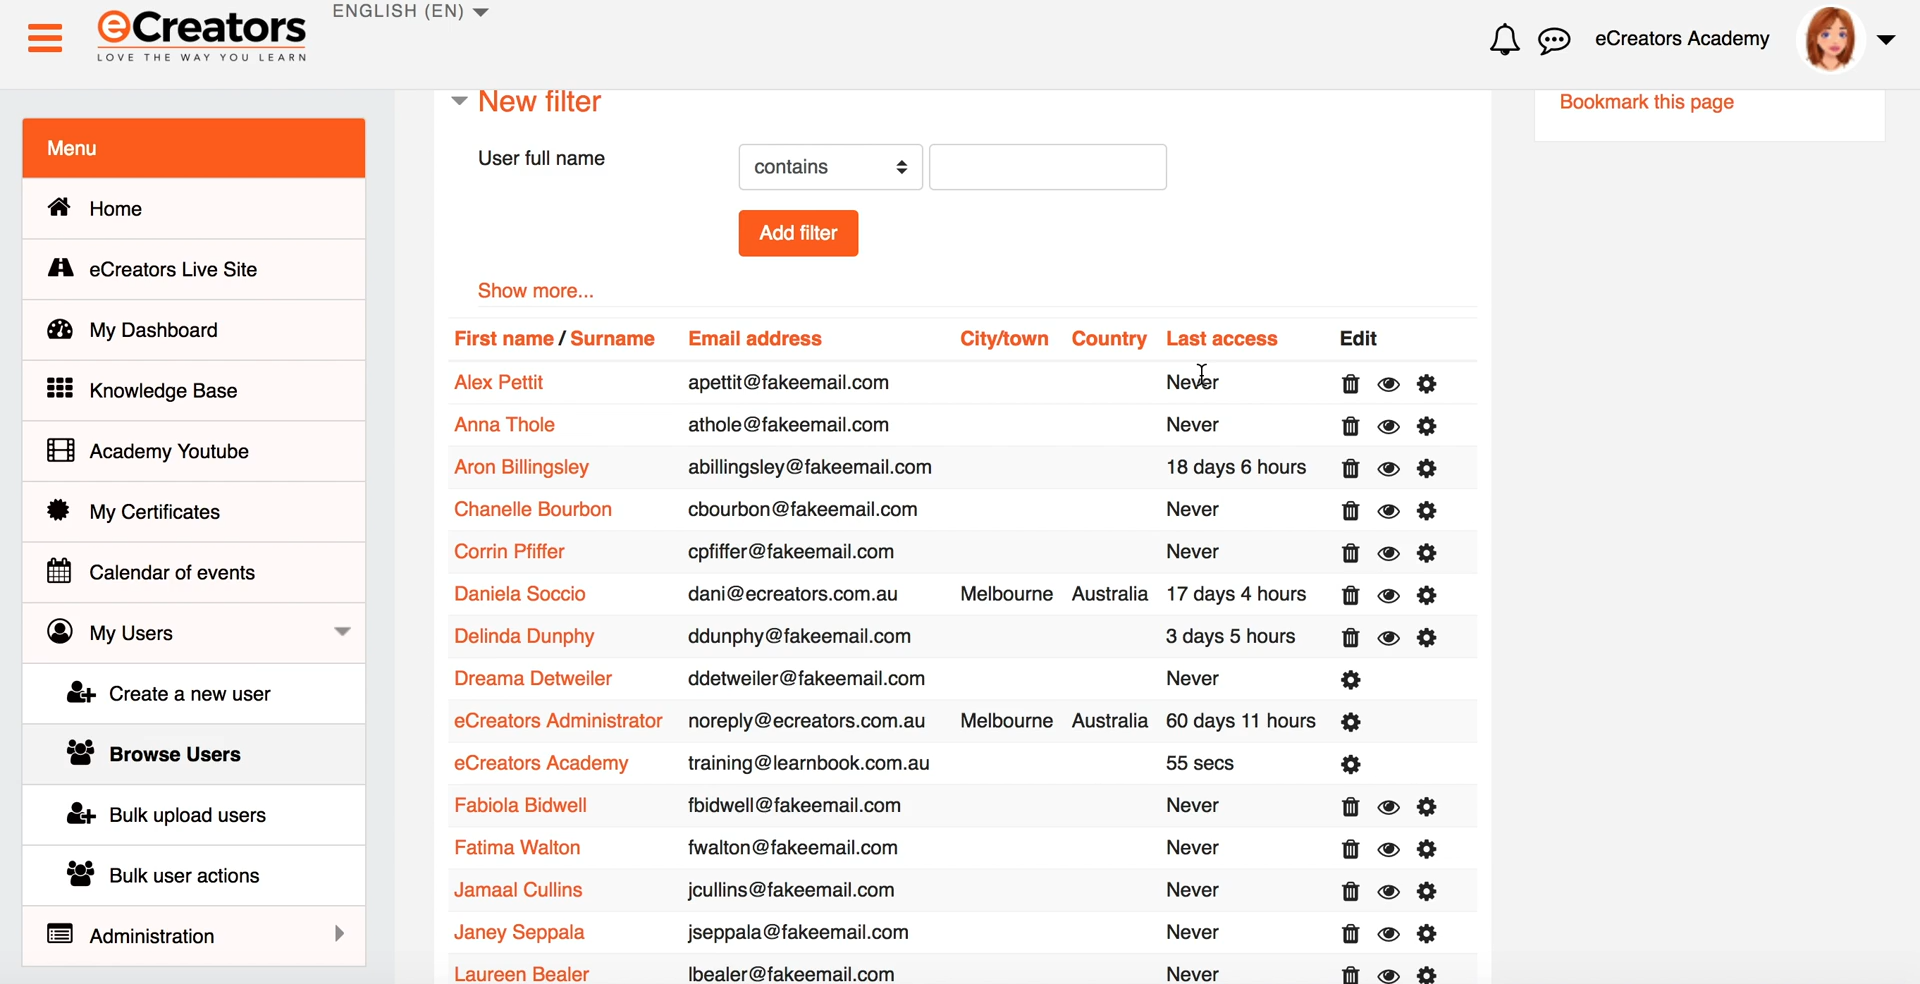 eCreators
LOVE THE WAY YOU LEARN
ENGLISH (EN)
eCreators Academy
Menu
Home
eCreators Live Site
My Dashboard
Knowledge Base
Academy Youtube
My Certificates
Calendar of events
My Users
Create a new user
Browse Users
Bulk upload users
Bulk user actions
Administration
New filter
User full name contains
Add filter
Show more...
First name / Surname Email address City/town Country Last access Edit
Alex Pettit apettit@fakeemail.com Never
Anna Thole athole@fakeemail.com Never
Aron Billingsley abillingsley@fakeemail.com 18 days 6 hours
Chanelle Bourbon cbourbon@fakeemail.com Never
Corrin Pfiffer cpfiffer@fakeemail.com Never
Daniela Soccio dani@ecreators.com.au Melbourne Australia 17 days 4 hours
Delinda Dunphy ddunphy@fakeemail.com 3 days 5 hours
Dreama Detweiler ddetweiler@fakeemail.com Never
eCreators Administrator noreply@ecreators.com.au Melbourne Australia 60 days 11 hours
eCreators Academy training@learnbook.com.au 55 secs
Fabiola Bidwell fbidwell@fakeemail.com Never
Fatima Walton fwalton@fakeemail.com Never
Jamaal Cullins jcullins@fakeemail.com Never
Janey Seppala jseppala@fakeemail.com Never
Laureen Bealer lbealer@fakeemail.com Never
Bookmark this page